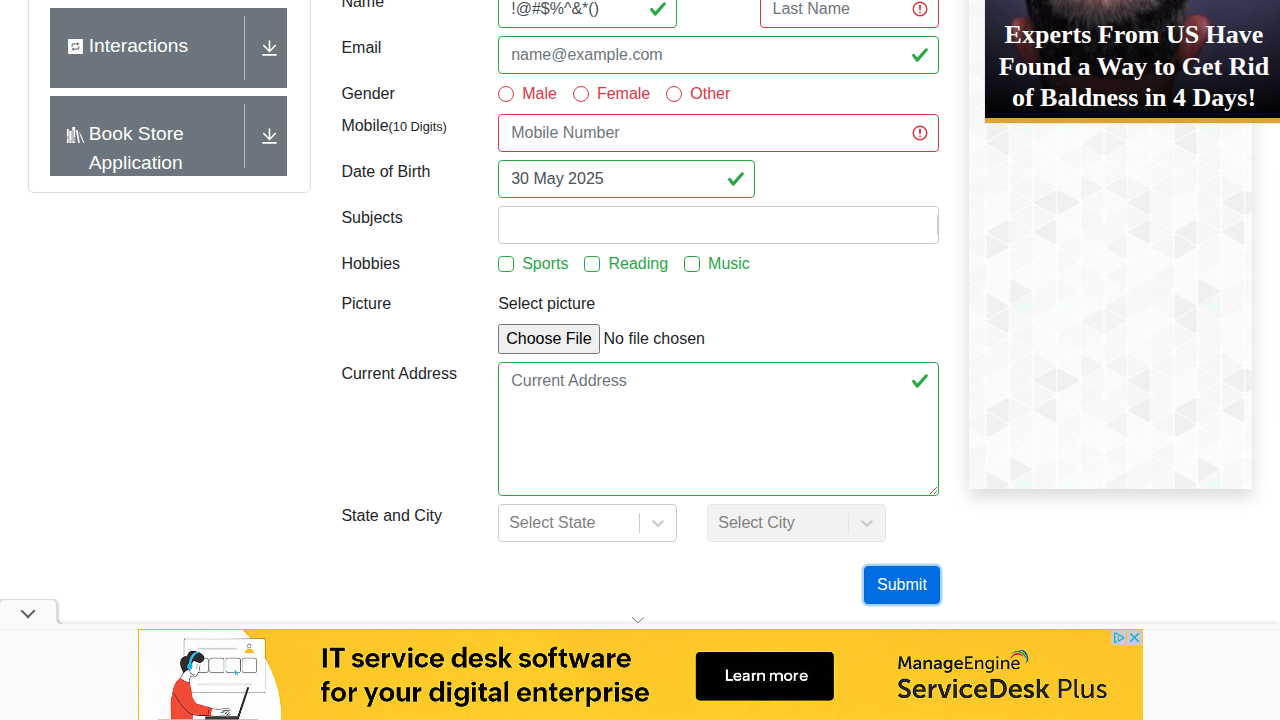 Name
!@#$%^&*()
Last Name
Interactions
Email
name@example.com
Gender
Male
Female
Other
Mobile(10 Digits)
Mobile Number
Book Store
Application
Date of Birth
30 May 2025
Subjects
Hobbies
Sports
Reading
Music
Picture
Select picture
Choose File
No file chosen
Current Address
Current Address
State and City
Select State
Select City
Submit
Experts From US Have
Found a Way to Get Rid
of Baldness in 4 Days!
IT service desk software
for your digital enterprise
Learn more
ManageEngine
ServiceDesk Plus